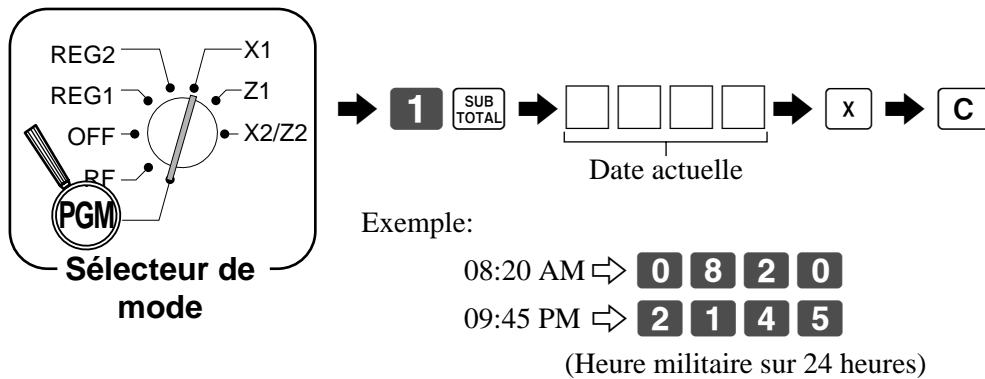 REG2
X1
REG1
Z1
OFF
X2/Z2
RF
PGM
Sélecteur de
mode
1 SUB TOTAL X C
Date actuelle
Exemple:
08:20 AM 0 8 2 0
09:45 PM 2 1 4 5
(Heure militaire sur 24 heures)